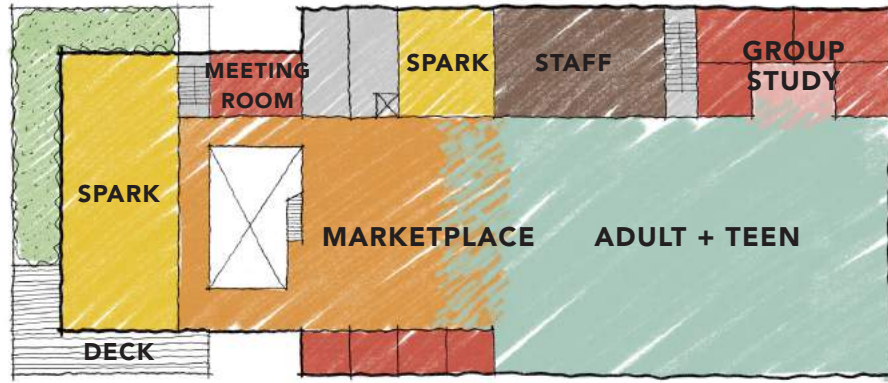 MEETING
ROOM
SPARK
STAFF
GROUP
STUDY
SPARK
MARKETPLACE
ADULT + TEEN
DECK